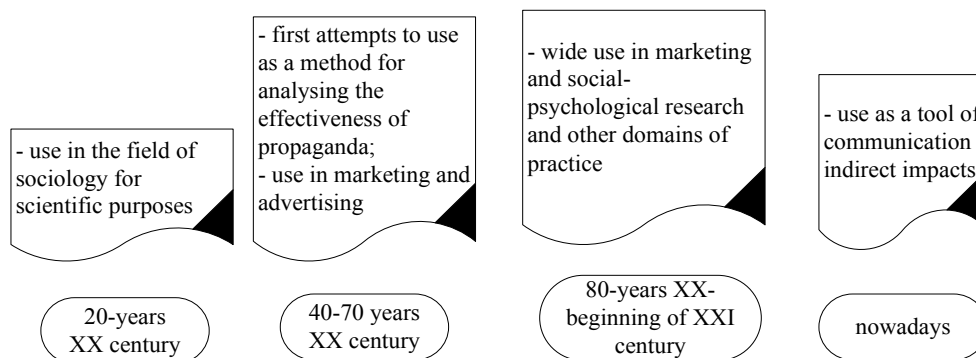 - use in the field of
sociology for
scientific purposes
- first attempts to use
as a method for
analysing the
effectiveness of
propaganda;
- use in marketing and
advertising
- wide use in marketing
and social-
psychological research
and other domains of
practice
- use as a tool of
communication
indirect impacts
20-years
XX century
40-70 years
XX century
80-years XX-
beginning of XXI
century
nowadays